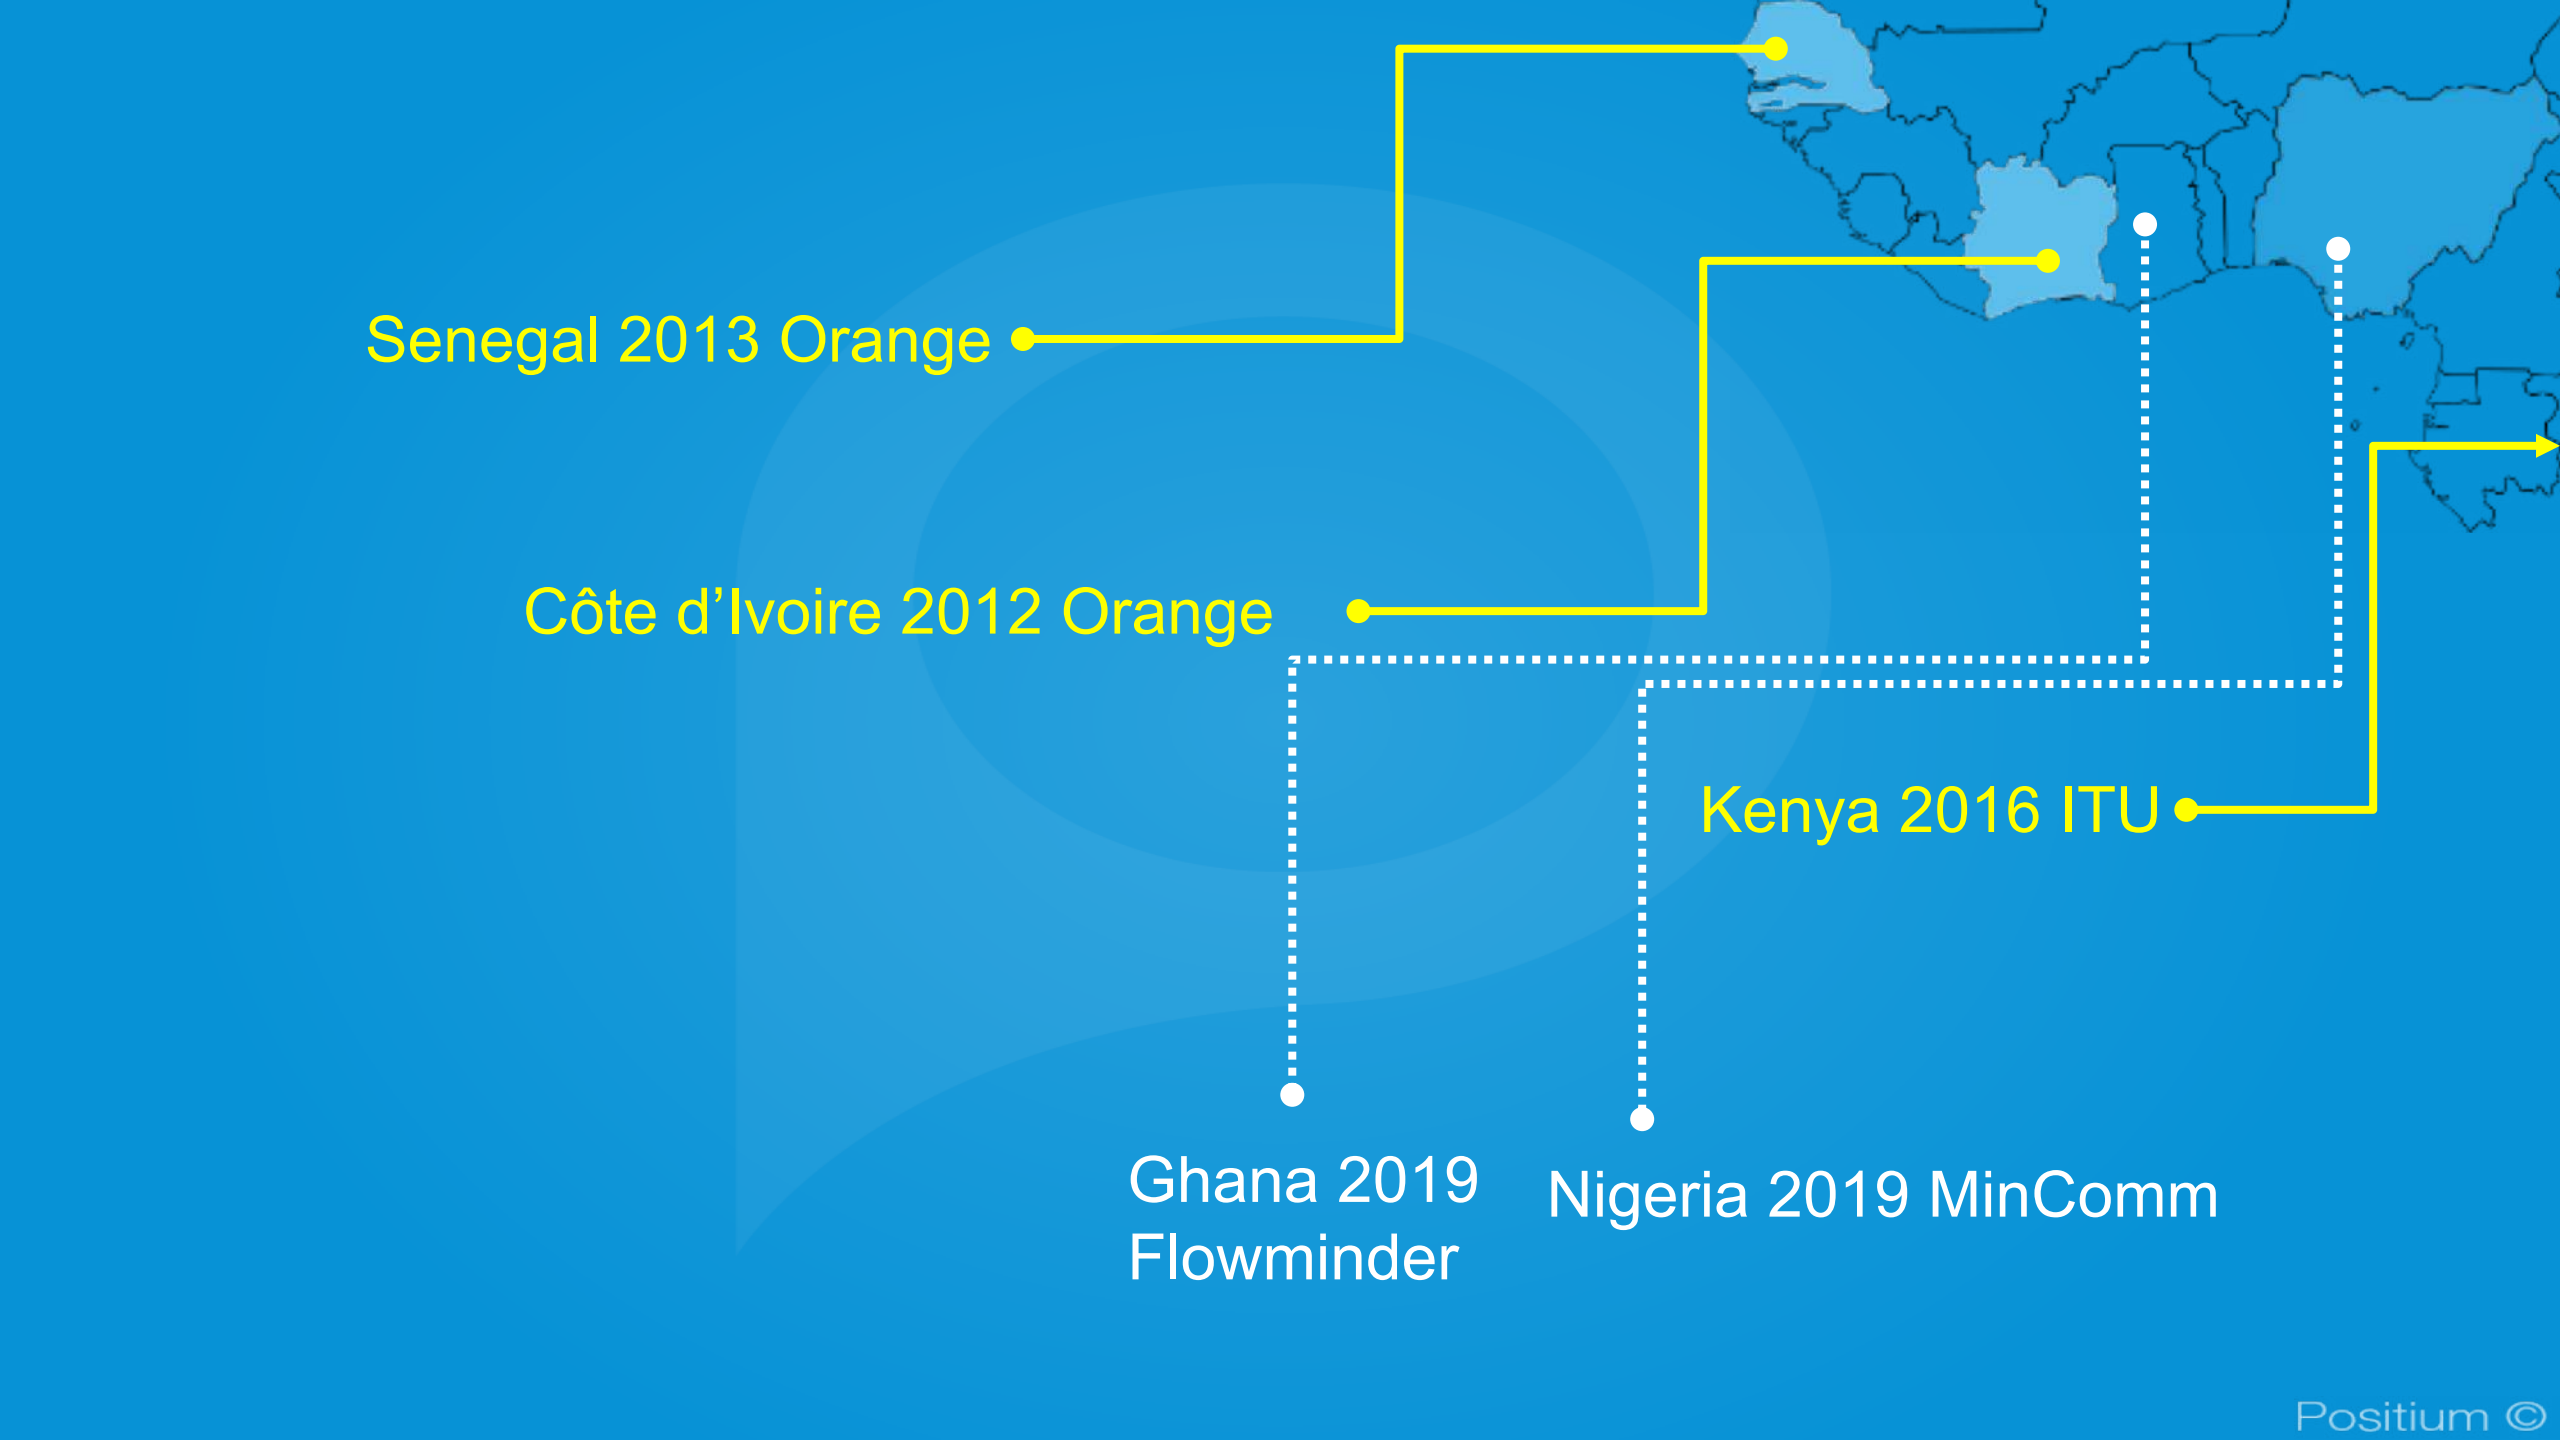 Senegal 2013 Orange
Côte d’Ivoire 2012 Orange
Kenya 2016 ITU
Ghana 2019
Flowminder
Nigeria 2019 MinComm
Positium ©